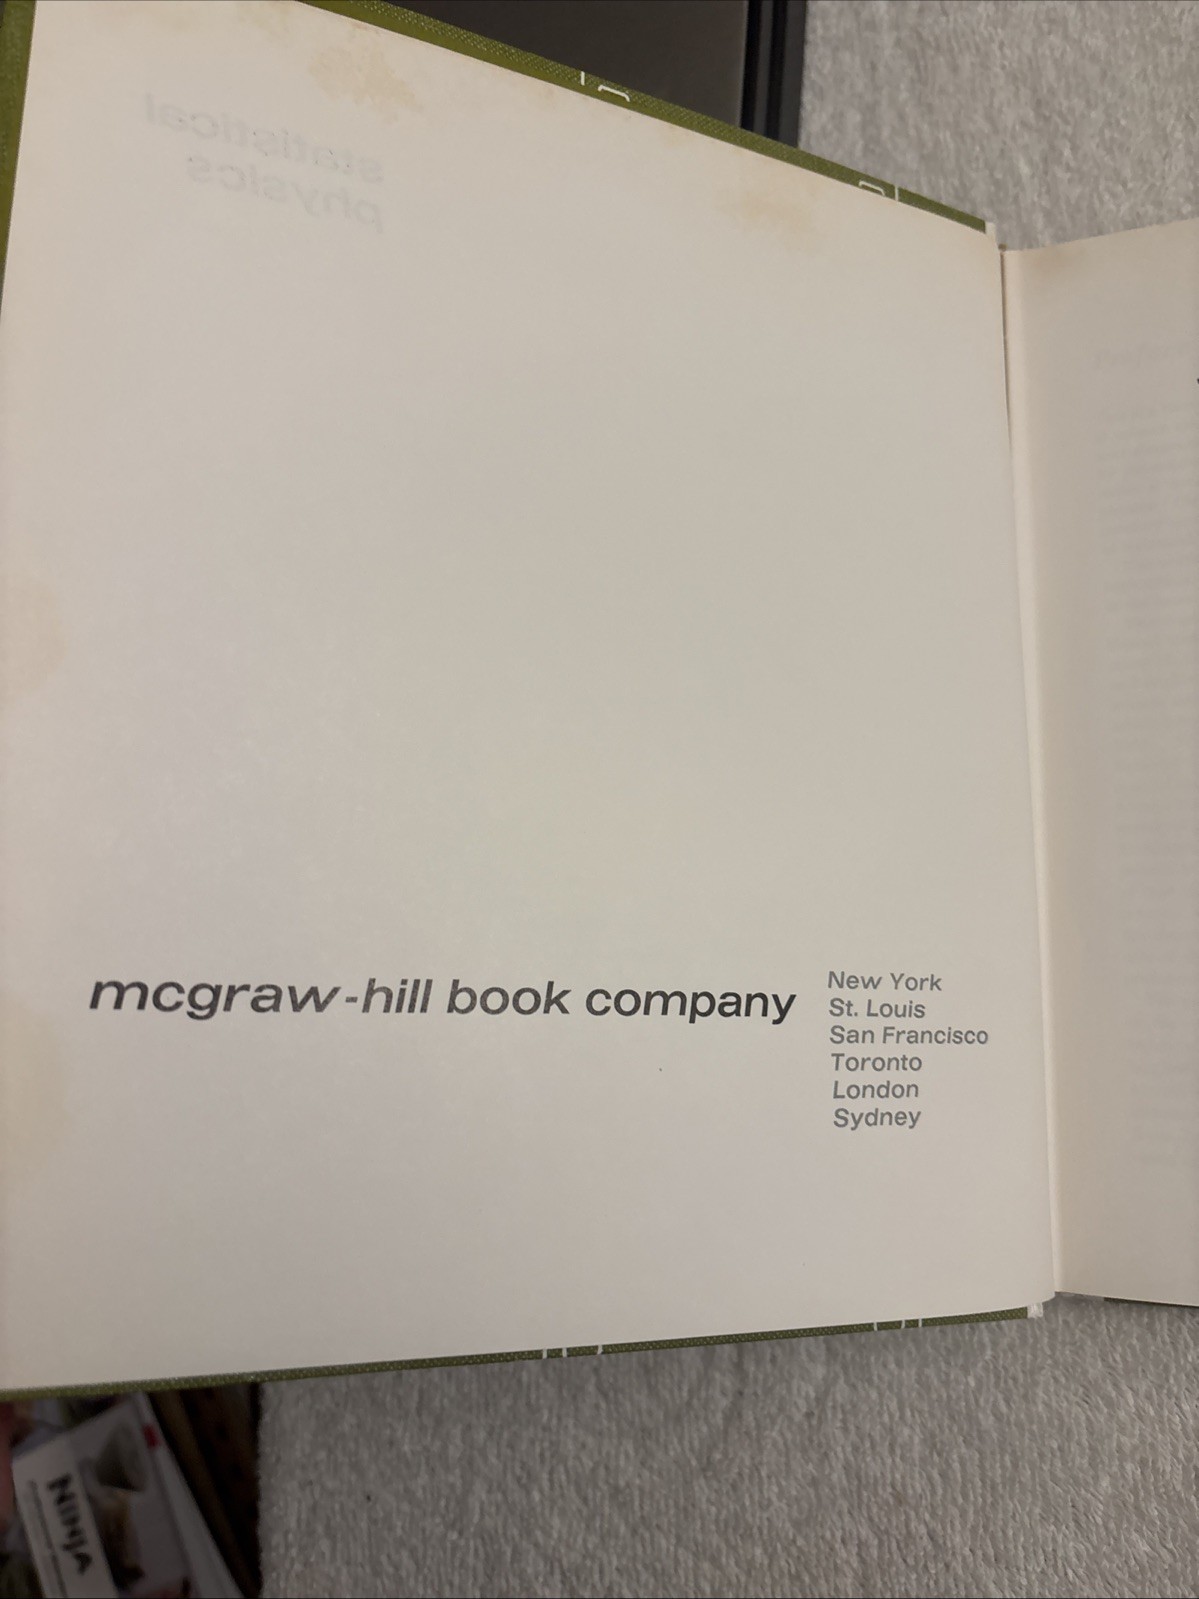 statistical
physics
mcgraw-hill book company
New York
St. Louis
San Francisco
Toronto
London
Sydney
NINJA